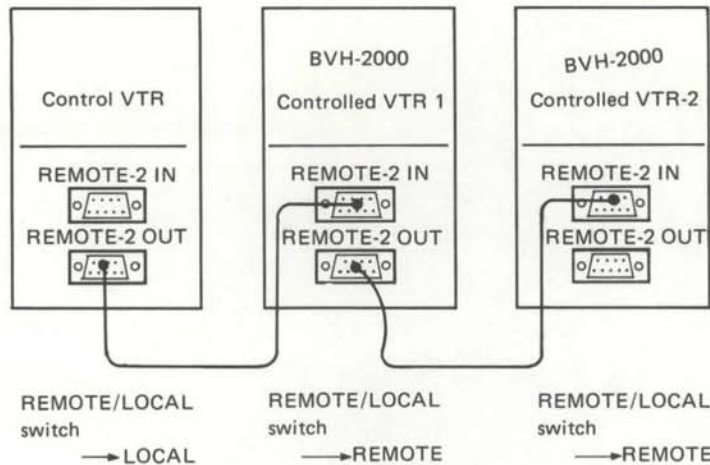 Control VTR
REMOTE-2 IN
REMOTE-2 OUT
REMOTE/LOCAL
switch
→ LOCAL
BVH-2000
Controlled VTR 1
REMOTE-2 IN
REMOTE-2 OUT
REMOTE/LOCAL
switch
→ REMOTE
BVH-2000
Controlled VTR-2
REMOTE-2 IN
REMOTE-2 OUT
REMOTE/LOCAL
switch
→ REMOTE